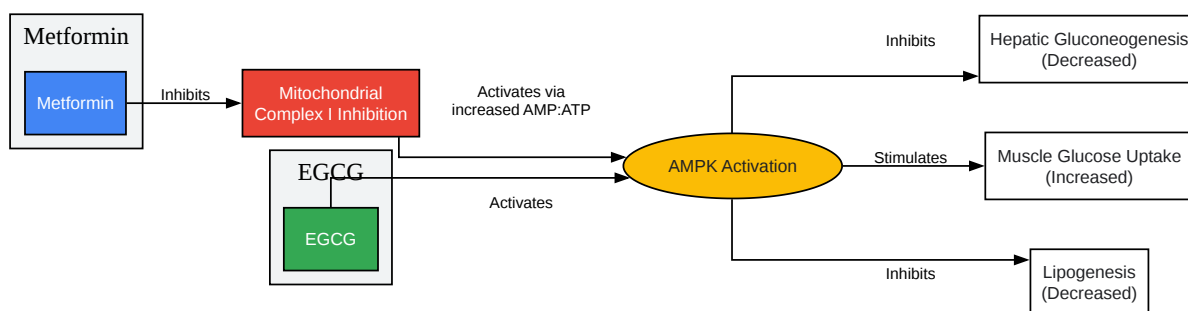 Metformin
Metformin
Inhibits
Mitochondrial
Complex I Inhibition
EGCG
EGCG
Activates via
increased AMP:ATP
Activates
AMPK Activation
Inhibits
Hepatic Gluconeogenesis
(Decreased)
Stimulates
Muscle Glucose Uptake
(Increased)
Inhibits
Lipogenesis
(Decreased)